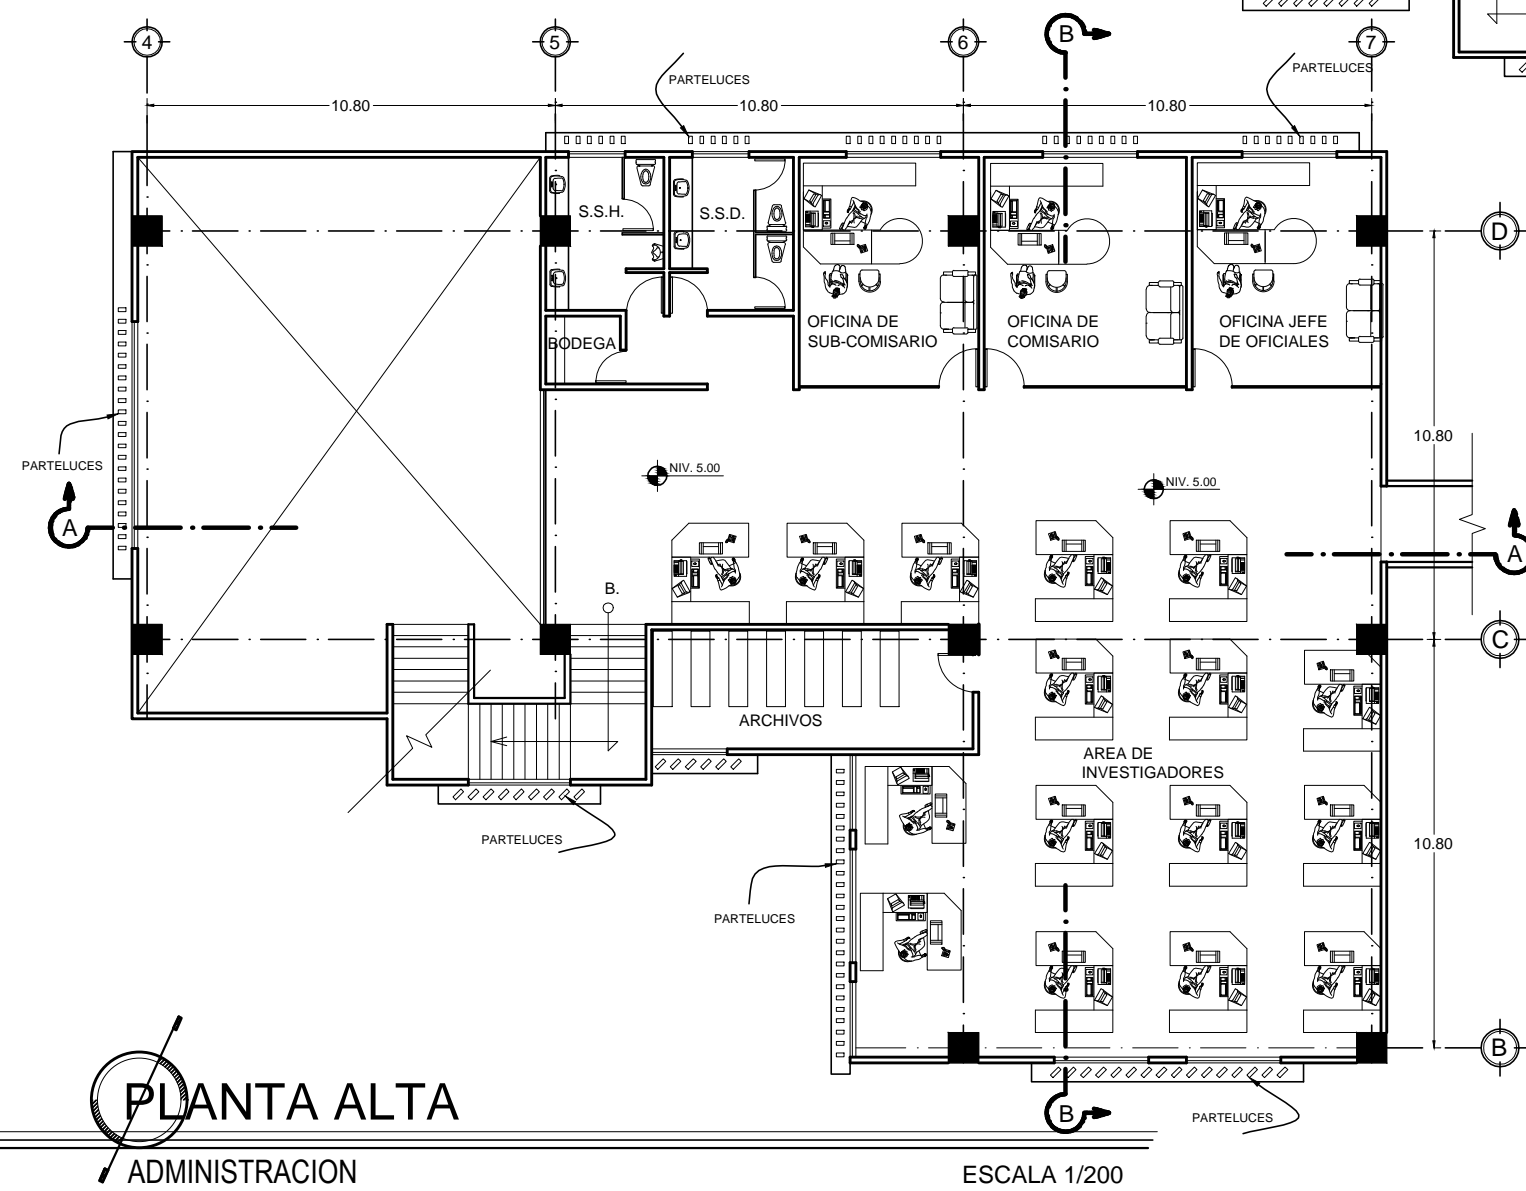 4
5
6
B
7
PARTELUCES
PARTELUCES
10.80
10.80
10.80
S.S.H.
S.S.D.
D
OFICINA DE
SUB-COMISARIO
OFICINA DE
COMISARIO
OFICINA JEFE
DE OFICIALES
BODEGA
10.80
PARTELUCES
NIV. 5.00
NIV. 5.00
A
A
B.
C
ARCHIVOS
AREA DE
INVESTIGADORES
PARTELUCES
10.80
PARTELUCES
B
PLANTA ALTA
B
PARTELUCES
ADMINISTRACION
ESCALA 1/200